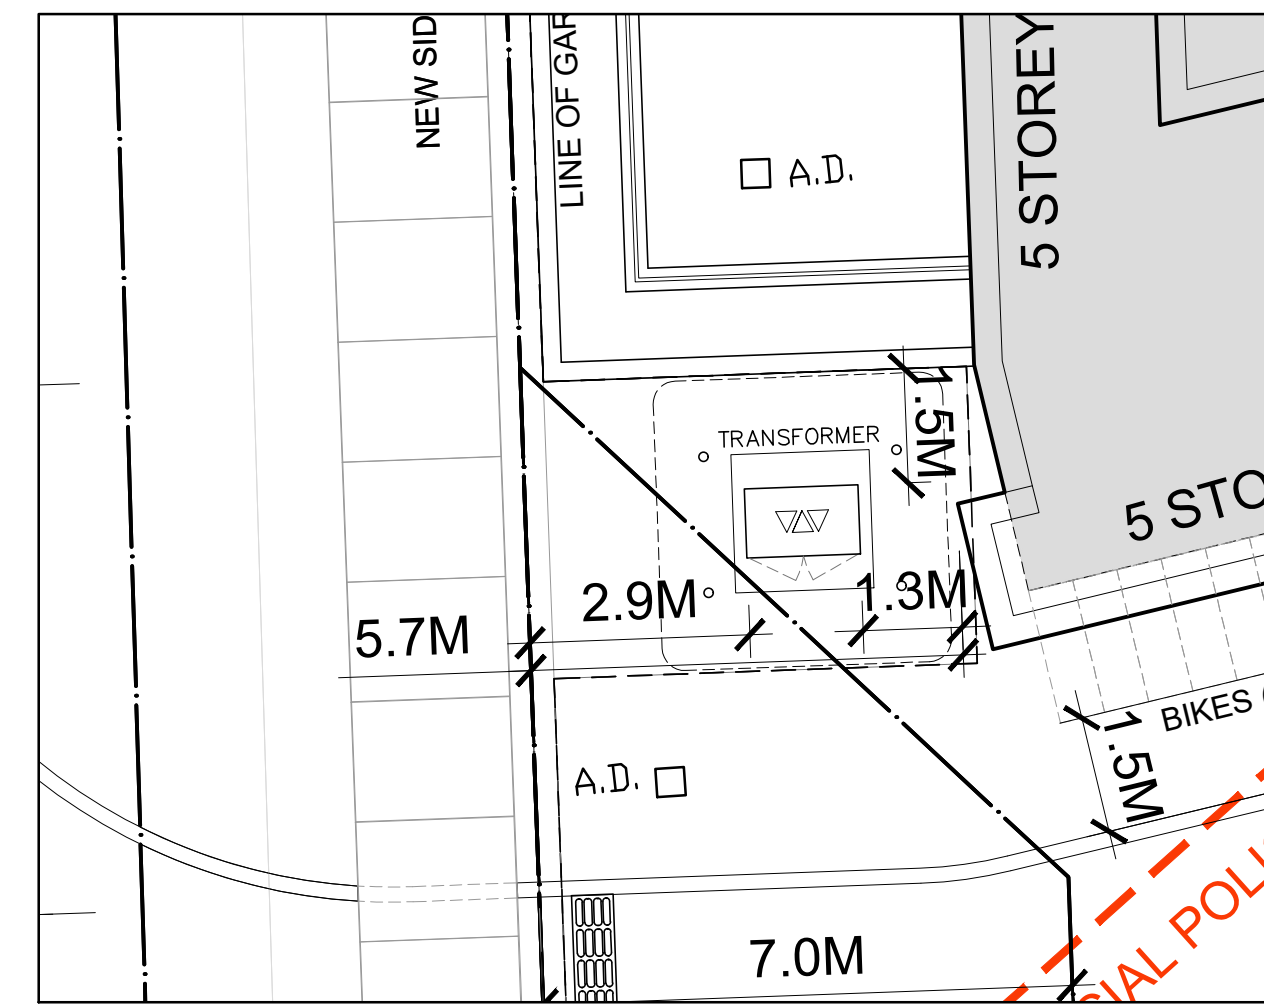 NEW SID
LINE OF GAR
5 STOREY
A.D.
1.5M
TRANSFORMER
5 STO
2.9M
1.3M
5.7M
BIKES
1.5M
A.D.
7.0M
CIAL POLI